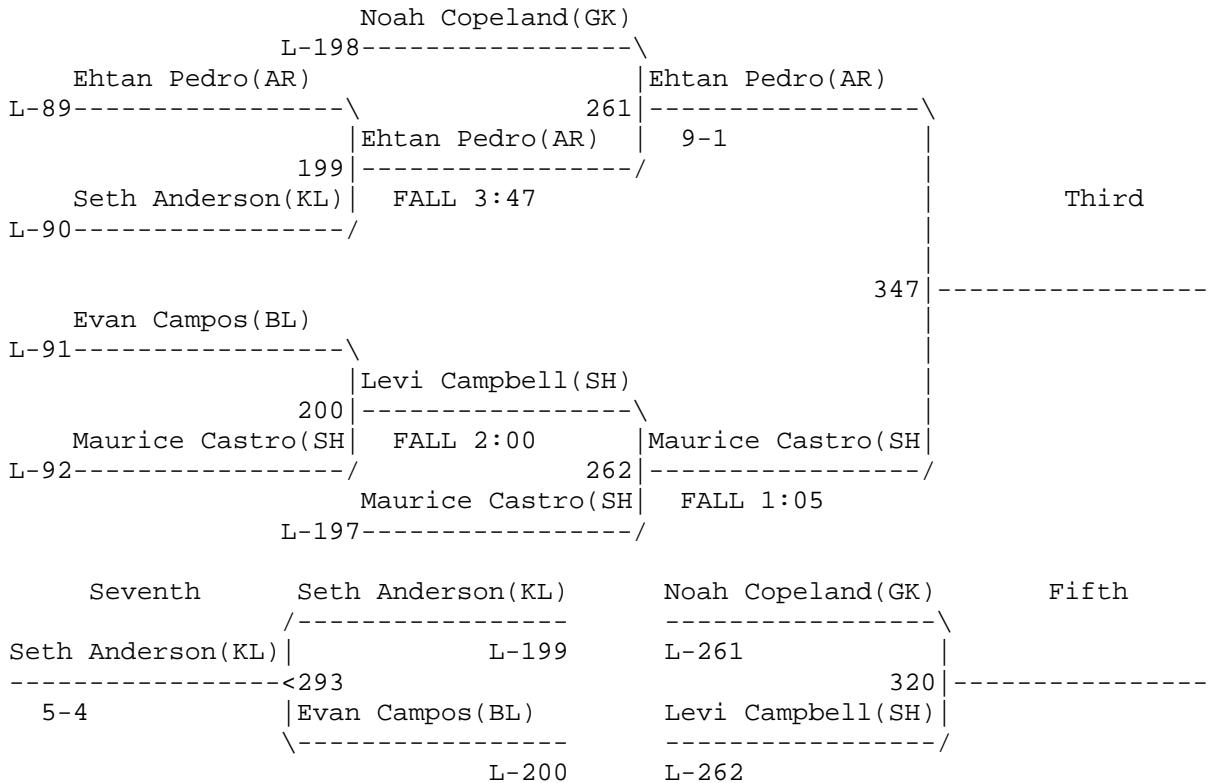 Noah Copeland(GK)
L-198-----------------\
Ehtan Pedro(AR) |Ehtan Pedro(AR)
L-89-----------------\ 261|-----------------\
|Ehtan Pedro(AR) | 9-1 |
199|-----------------/ |
Seth Anderson(KL)| FALL 3:47 | Third
L-90-----------------/ |
|
347|-----------------
Evan Campos(BL) |
L-91-----------------\ |
|Levi Campbell(SH) |
200|-----------------\ |
Maurice Castro(SH| FALL 2:00 |Maurice Castro(SH|
L-92-----------------/ 262|-----------------/
Maurice Castro(SH| FALL 1:05
L-197-----------------/
Seventh Seth Anderson(KL) Noah Copeland(GK) Fifth
/----------------- -----------------\
Seth Anderson(KL)| L-199 L-261 |
-----------------<293 320|----------------
5-4 |Evan Campos(BL) Levi Campbell(SH)|
\----------------- -----------------/
L-200 L-262